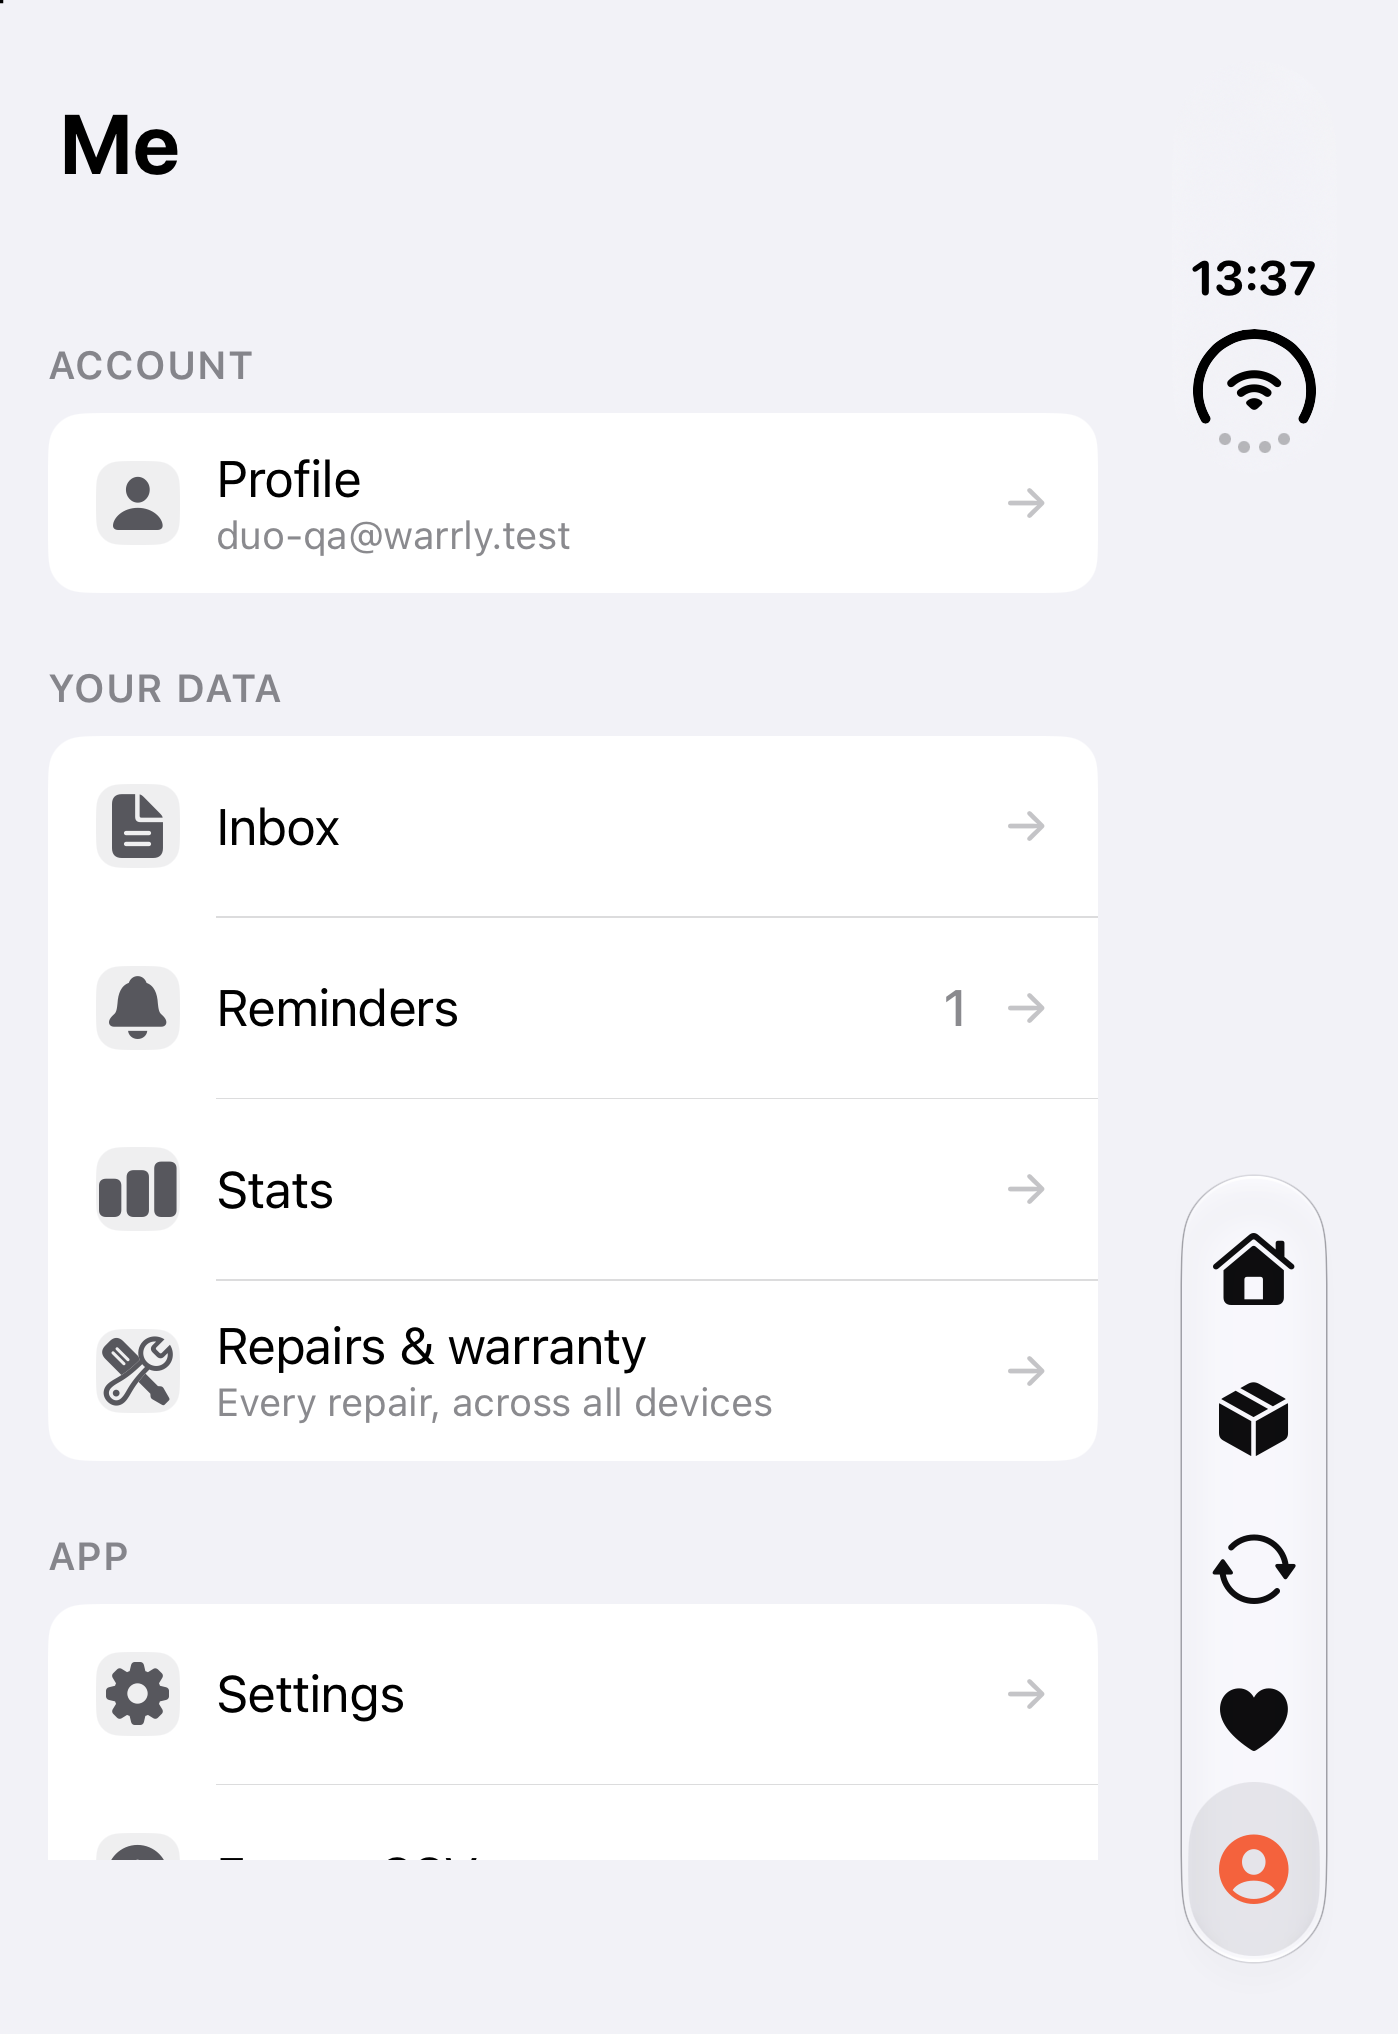 Me
13:37
ACCOUNT
Profile
duo-qa@warrly.test
YOUR DATA
Inbox
Reminders
1
Stats
Repairs & warranty
Every repair, across all devices
APP
Settings